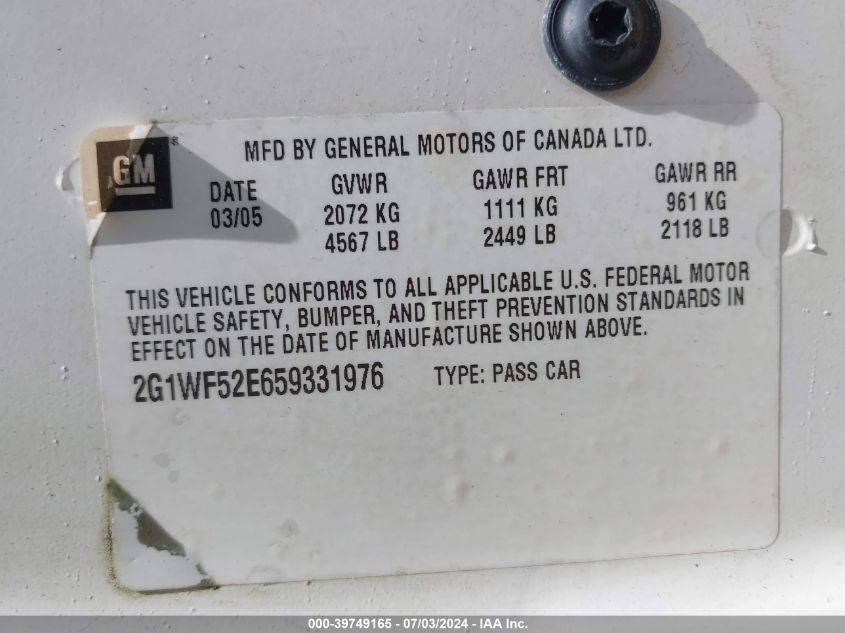 MFD BY GENERAL MOTORS OF CANADA LTD.
GM®
DATE GVWR GAWR FRT GAWR RR
03/05 2072 KG 1111 KG 961 KG
4567 LB 2449 LB 2118 LB
THIS VEHICLE CONFORMS TO ALL APPLICABLE U.S. FEDERAL MOTOR
VEHICLE SAFETY, BUMPER, AND THEFT PREVENTION STANDARDS IN
EFFECT ON THE DATE OF MANUFACTURE SHOWN ABOVE.
2G1WF52E659331976 TYPE: PASS CAR
000-39749165 - 07/03/2024 - IAA Inc.